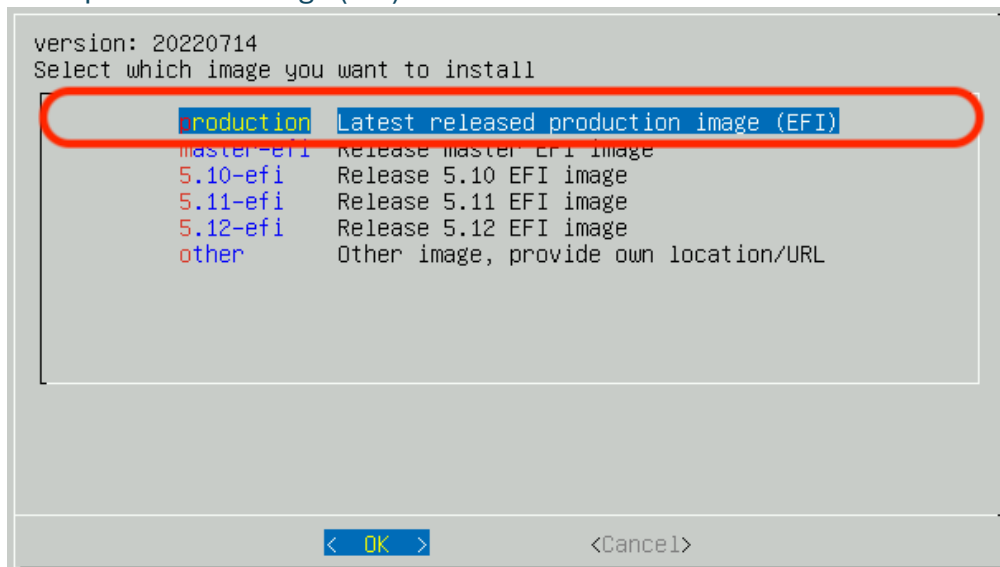 version: 20220714
Select which image you want to install
production Latest released production image (EFI)
master-efi Release master EFI image
5.10-efi Release 5.10 EFI image
5.11-efi Release 5.11 EFI image
5.12-efi Release 5.12 EFI image
other Other image, provide own location/URL
< OK > <Cancel>